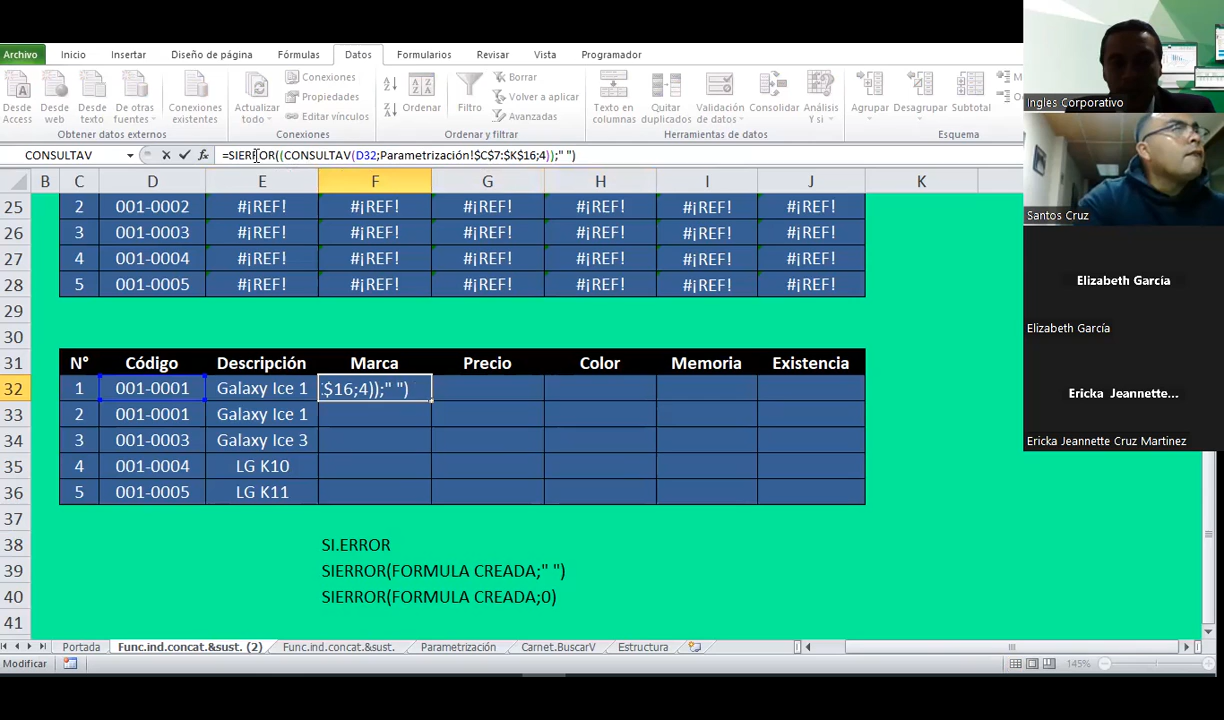 Archivo Inicio Insertar Diseño de página Fórmulas Datos Formularios Revisar Vista Programador
Desde Access
Desde web
Desde texto
De otras fuentes
Conexiones existentes
Obtener datos externos
Actualizar todo
Conexiones
Propiedades
Editar vínculos
Conexiones
Ordenar
Filtro
Borrar
Volver a aplicar
Avanzadas
Ordenar y filtrar
Texto en columnas
Quitar duplicados
Validación de datos
Consolidar
Análisis Y si
Herramientas de datos
Agrupar
Desagrupar
Subtotal
Esquema
CONSULTAV =SIERROR((CONSULTAV(D32;Parametrización!$C$7:$K$16;4));" ")
B C D E F G H I J K
25 2 001-0002 #¡REF! #¡REF! #¡REF! #¡REF! #¡REF! #¡REF!
26 3 001-0003 #¡REF! #¡REF! #¡REF! #¡REF! #¡REF! #¡REF!
27 4 001-0004 #¡REF! #¡REF! #¡REF! #¡REF! #¡REF! #¡REF!
28 5 001-0005 #¡REF! #¡REF! #¡REF! #¡REF! #¡REF! #¡REF!
29
30
31 N° Código Descripción Marca Precio Color Memoria Existencia
32 1 001-0001 Galaxy Ice 1 $16;4));" ")
33 2 001-0001 Galaxy Ice 1
34 3 001-0003 Galaxy Ice 3
35 4 001-0004 LG K10
36 5 001-0005 LG K11
37
38 SI.ERROR
39 SIERROR(FORMULA CREADA;" ")
40 SIERROR(FORMULA CREADA;0)
41
Portada Func.ind.concat.&sust. (2) Func.ind.concat.&sust. Parametrización Carnet.BuscarV Estructura
Modificar 145%
Ingles Corporativo
Santos Cruz
Elizabeth García
Elizabeth García
Ericka Jeannette...
Ericka Jeannette Cruz Martinez